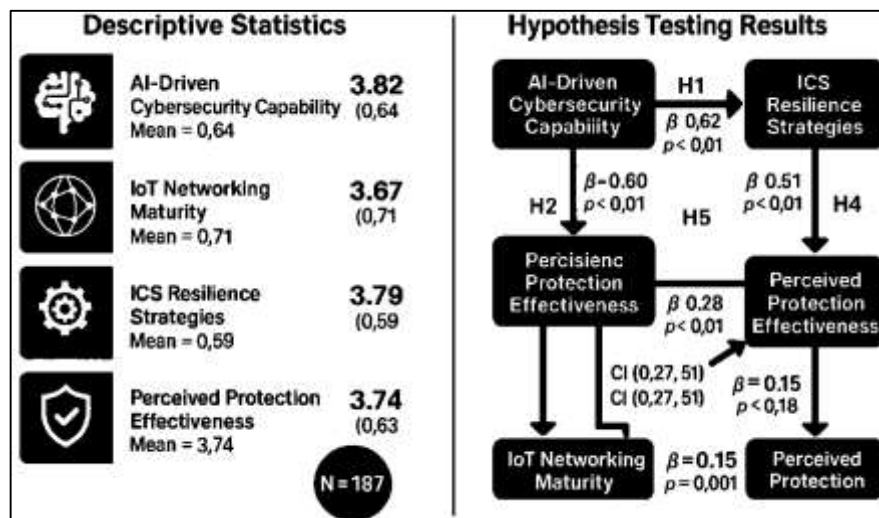 Descriptive Statistics
AI-Driven
Cybersecurity Capability
Mean = 0,64
3.82
(0,64
IoT Networking
Maturity
Mean = 0,71
3.67
(0,71
ICS Resilience
Strategies
Mean = 0,59
3.79
(0,59
Perceived Protection
Effectiveness
Mean = 3,74
3.74
(0,63
N = 187
Hypothesis Testing Results
AI-Driven
Cybersecurity
Capability
H1
β 0,62
p < 0,01
ICS
Resilience
Strategies
H2
β = 0.60
p < 0,01
H5
β 0.51
p < 0,01
H4
Percisienc
Protection
Effectiveness
β 0.28
p < 0,01
Perceived
Protection
Effectiveness
CI (0,27, 51)
CI (0,27, 51)
β = 0.15
p < 0,18
IoT Networking
Maturity
β = 0.15
p = 0,001
Perceived
Protection